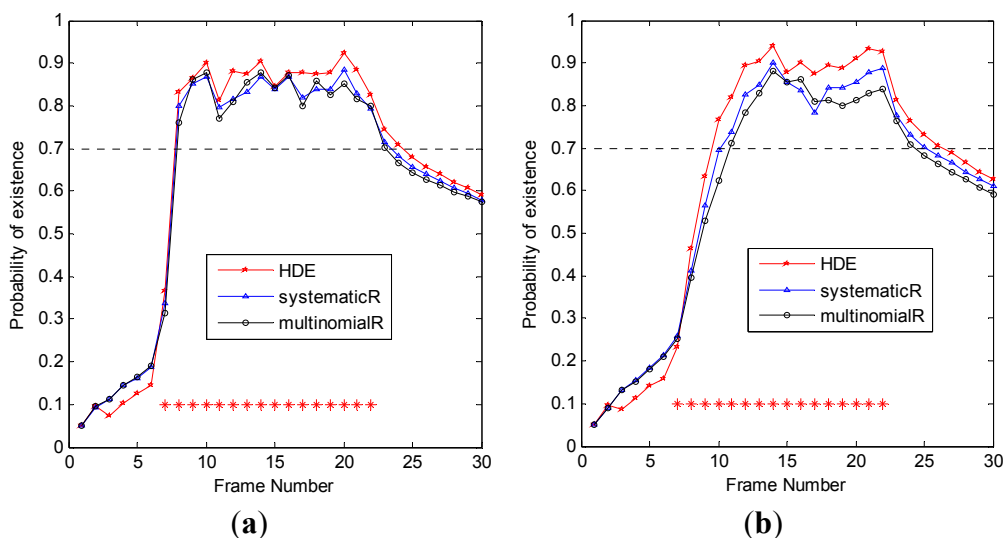 1
0.9
0.8
0.7
0.6
0.5
0.4
0.3
0.2
0.1
0
Probability of existence
HDE
systematicR
multinomialR
0 5 10 15 20 25 30
Frame Number
(a)
1
0.9
0.8
0.7
0.6
0.5
0.4
0.3
0.2
0.1
0
Probability of existence
HDE
systematicR
multinomialR
0 5 10 15 20 25 30
Frame Number
(b)